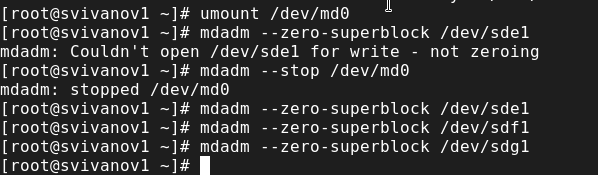 [root@svivanov1 ~]# umount /dev/md0
[root@svivanov1 ~]# mdadm --zero-superblock /dev/sde1
mdadm: Couldn't open /dev/sde1 for write - not zeroing
[root@svivanov1 ~]# mdadm --stop /dev/md0
mdadm: stopped /dev/md0
[root@svivanov1 ~]# mdadm --zero-superblock /dev/sde1
[root@svivanov1 ~]# mdadm --zero-superblock /dev/sdf1
[root@svivanov1 ~]# mdadm --zero-superblock /dev/sdg1
[root@svivanov1 ~]#